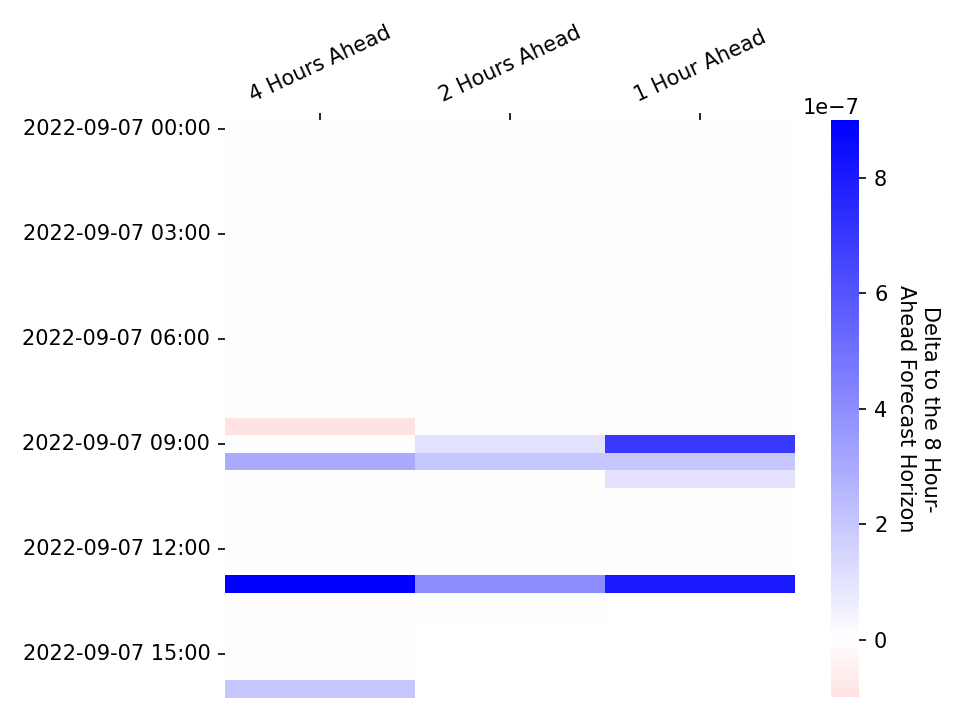 4 Hours Ahead
2 Hours Ahead
1 Hour Ahead
1e−7
2022-09-07 00:00
2022-09-07 03:00
2022-09-07 06:00
2022-09-07 09:00
2022-09-07 12:00
2022-09-07 15:00
8
6
4
2
0
Delta to the 8 Hour-
Ahead Forecast Horizon